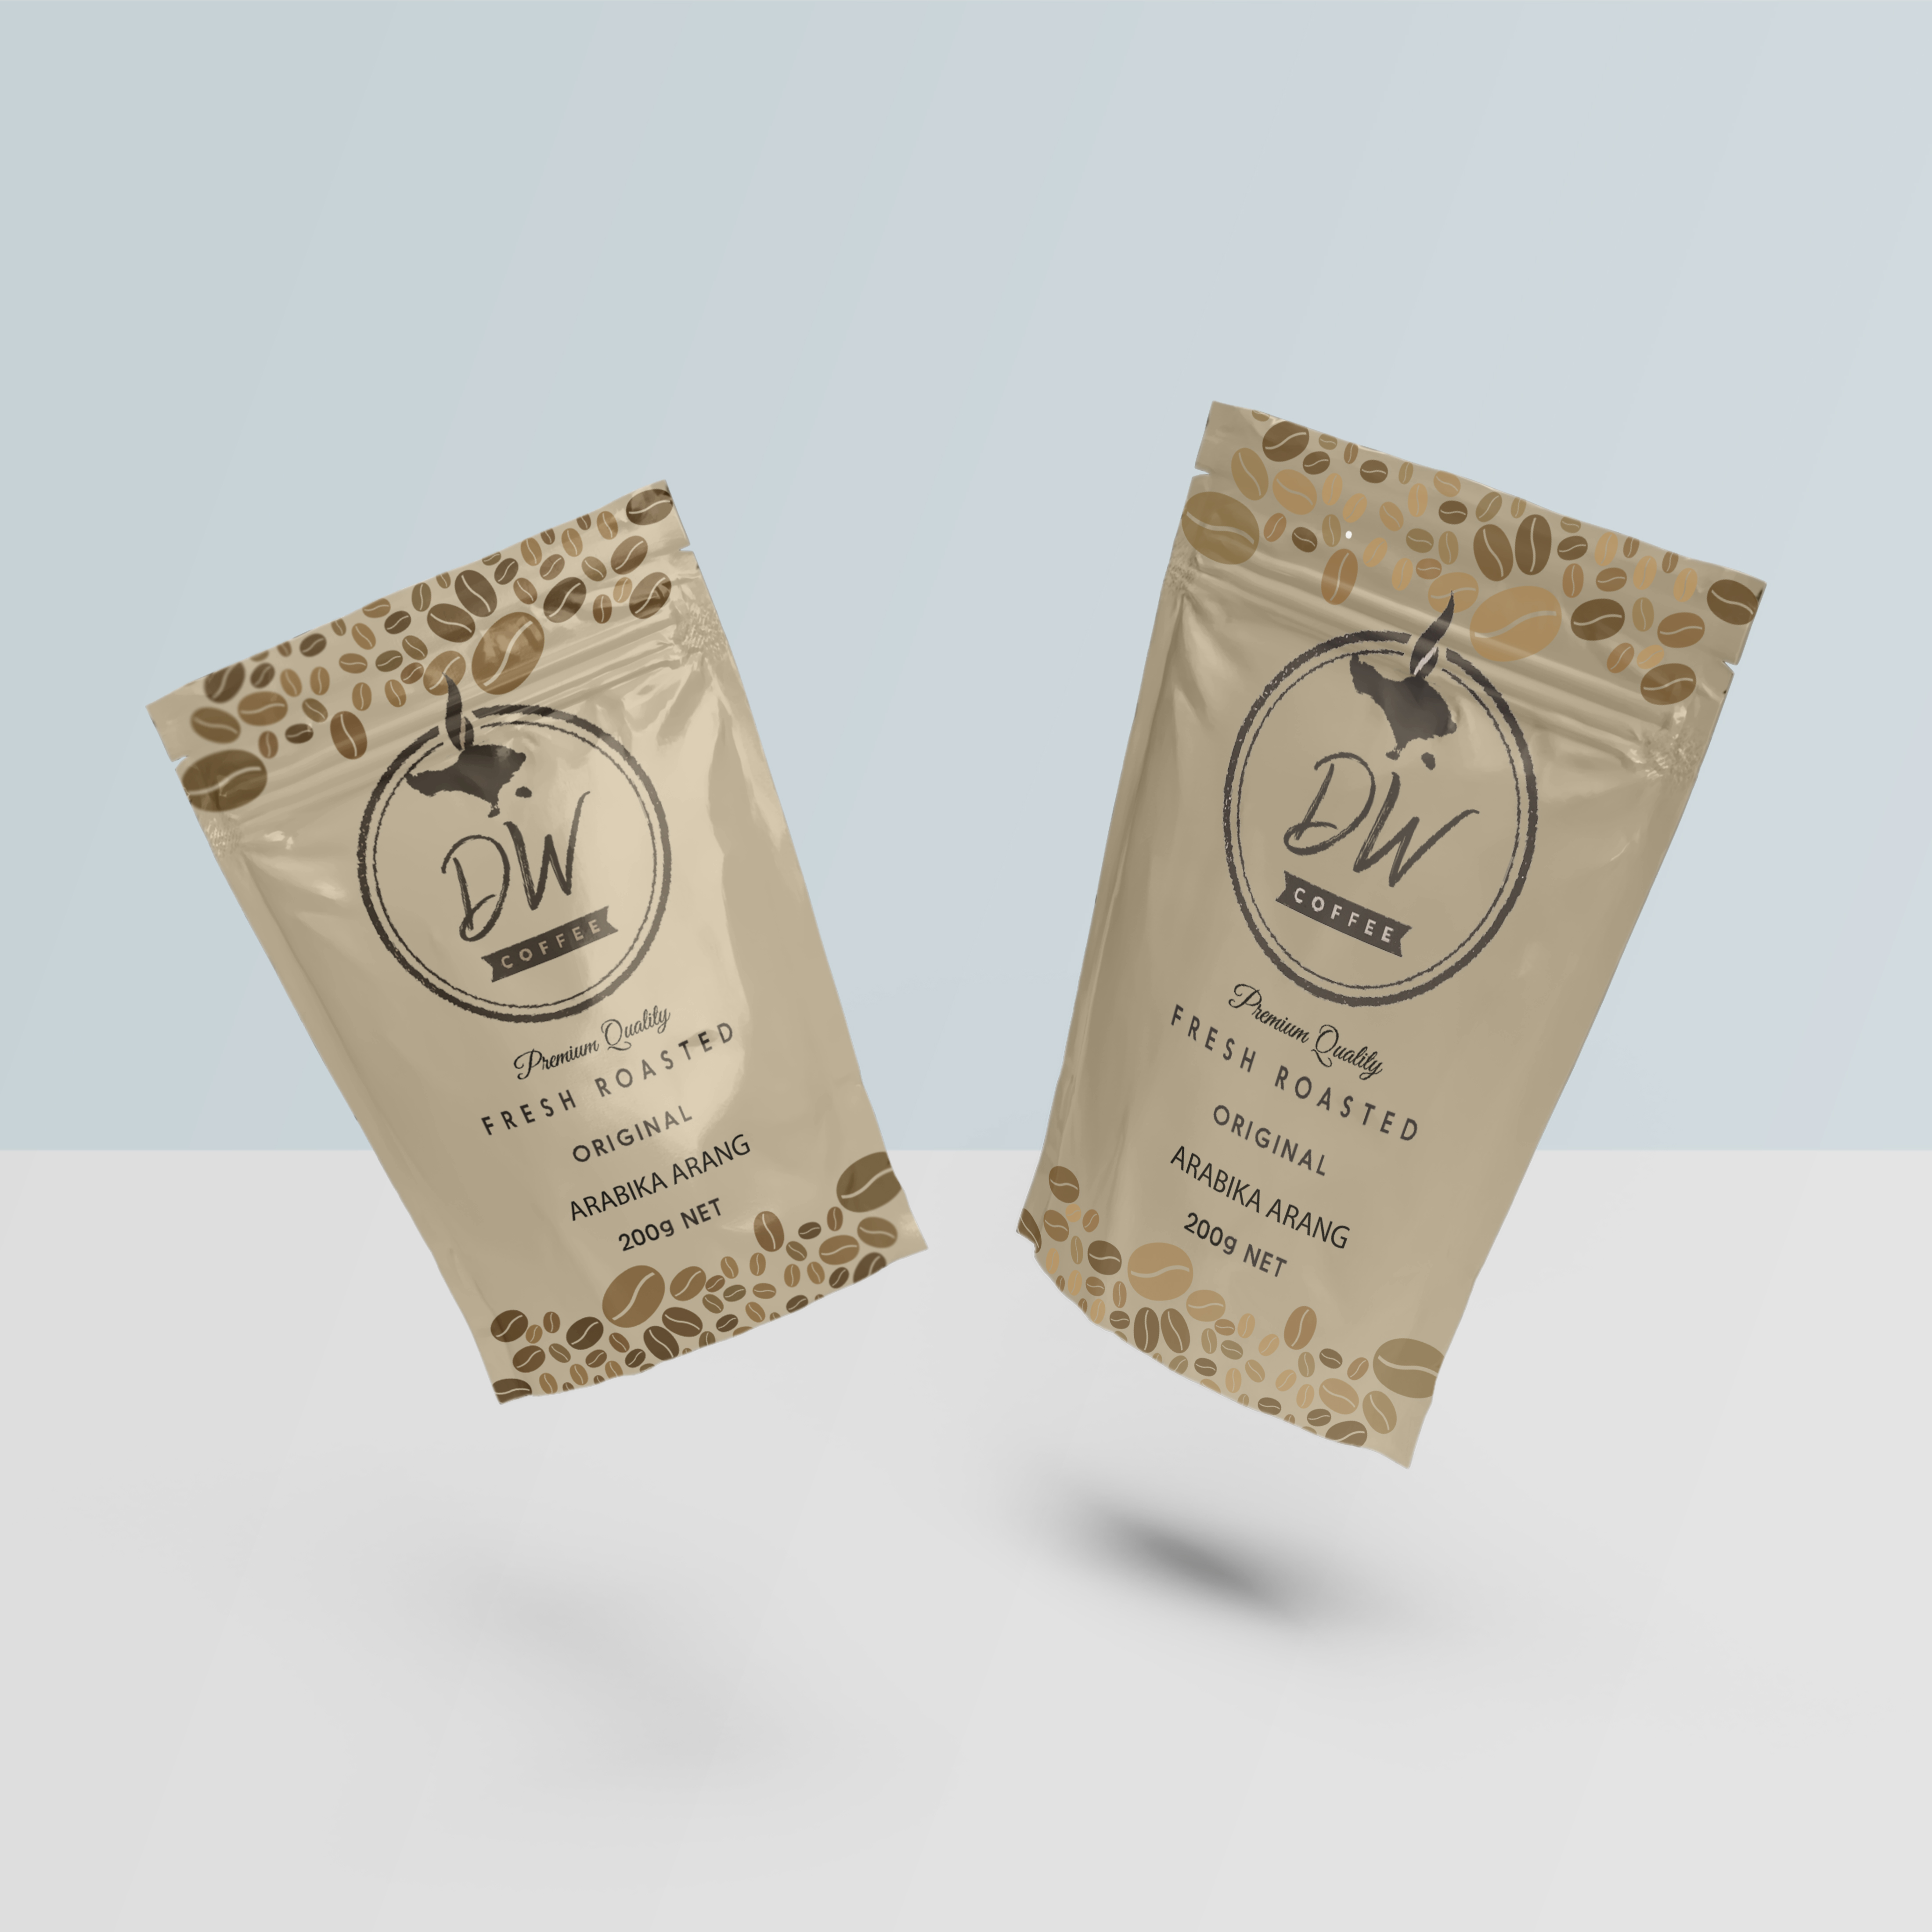 DW
COFFEE
Premium Quality
FRESH ROASTED
ORIGINAL
ARABIKA ARANG
200g NET
DW
COFFEE
Premium Quality
FRESH ROASTED
ORIGINAL
ARABIKA ARANG
200g NET